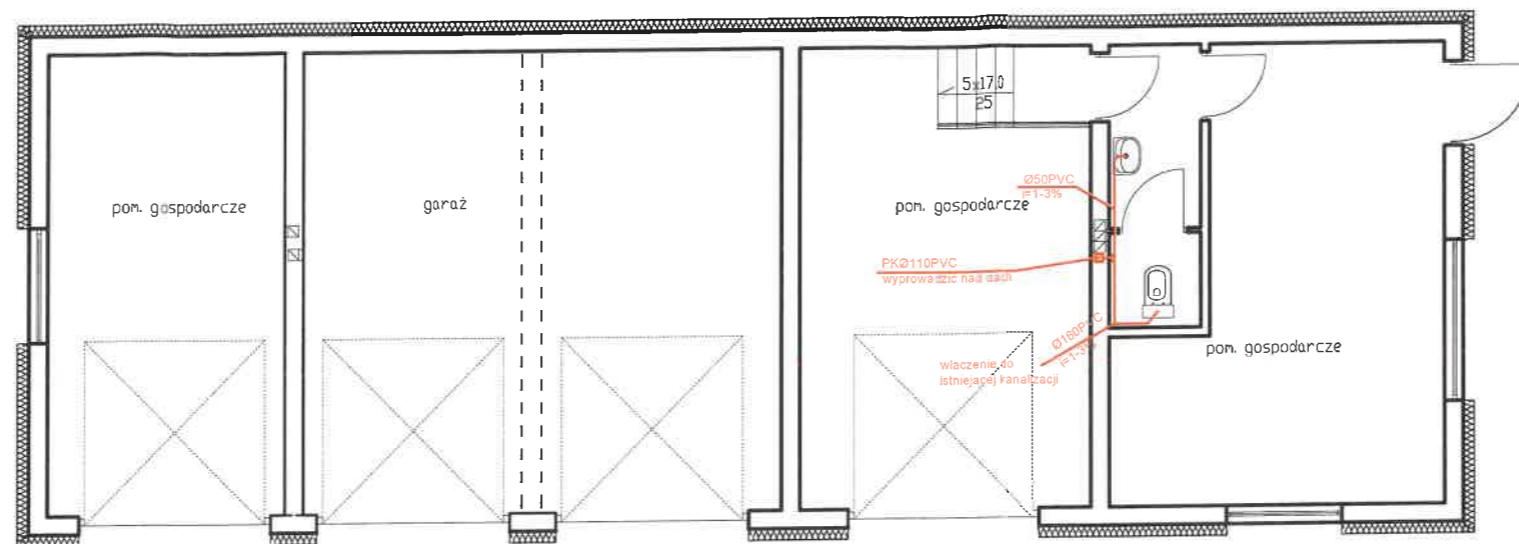 5x17,0
25
pom. gospodarcze
garaż
pom. gospodarcze
Ø50PVC
i=1-3%
PKØ110PVC
wyprowadzić nad dach
Ø160PVC
i=1-3%
włączenie do
istniejącej kanalizacji
pom. gospodarcze